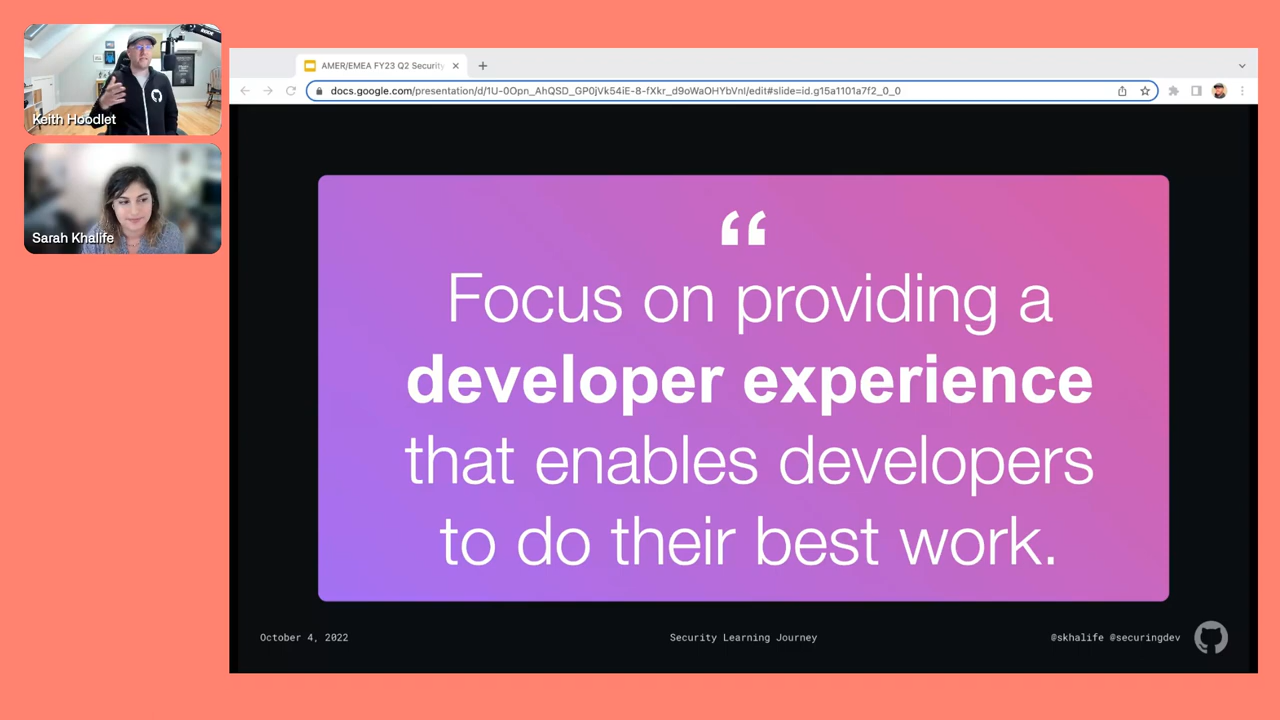 Keith Hoodlet
Sarah Khalife
AMER/EMEA FY23 Q2 Security
docs.google.com/presentation/d/1U-0Opn_AhQSD_GP0jVk54iE-8-fXkr_d9oWaOHYbVnI/edit#slide=id.g15a1101a7f2_0_0
“
Focus on providing a
developer experience
that enables developers
to do their best work.
October 4, 2022
Security Learning Journey
@skhalife @securingdev